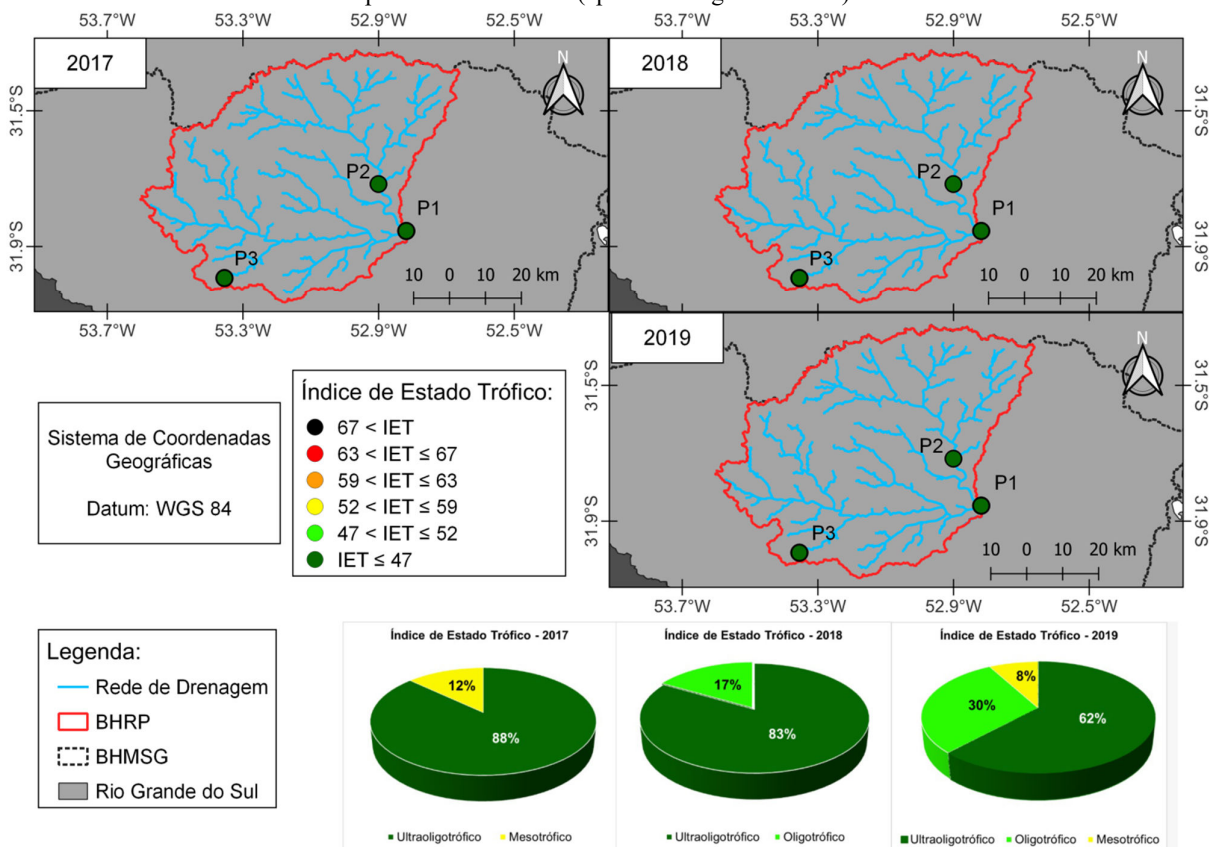 53.7°W 53.3°W 52.9°W 52.5°W 53.7°W 53.3°W 52.9°W 52.5°W
2017
N
31.5°S
31.9°S
P2
P1
P3
10 0 10 20 km
53.7°W 53.3°W 52.9°W 52.5°W
2018
N
31.5°S
31.9°S
P2
P1
P3
10 0 10 20 km
2019
N
31.5°S
31.5°S
31.9°S
31.9°S
P2
P1
P3
10 0 10 20 km
53.7°W 53.3°W 52.9°W 52.5°W
Sistema de Coordenadas
Geográficas
Datum: WGS 84
Índice de Estado Trófico:
67 < IET
63 < IET ≤ 67
59 < IET ≤ 63
52 < IET ≤ 59
47 < IET ≤ 52
IET ≤ 47
Legenda:
Rede de Drenagem
BHRP
BHMSG
Rio Grande do Sul
Índice de Estado Trófico - 2017
12%
88%
Ultraoligotrófico Mesotrófico
Índice de Estado Trófico - 2018
17%
83%
Ultraoligotrófico Oligotrófico
Índice de Estado Trófico - 2019
8%
30%
62%
Ultraoligotrófico Oligotrófico Mesotrófico